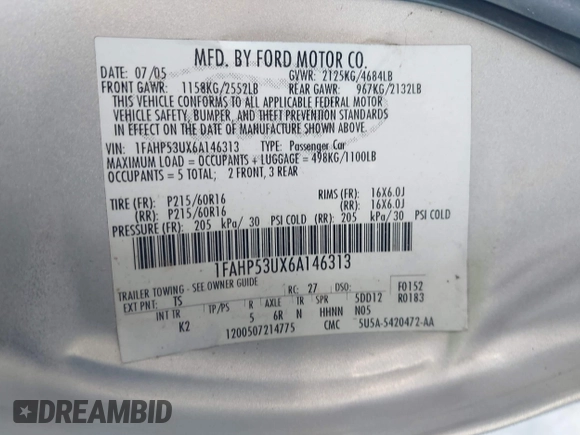 MFD. BY FORD MOTOR CO.
DATE: 07/05 GVWR: 2125KG/4684LB
FRONT GAWR: 1158KG/2552LB REAR GAWR: 967KG/2132LB
THIS VEHICLE CONFORMS TO ALL APPLICABLE FEDERAL MOTOR
VEHICLE SAFETY, BUMPER, AND THEFT PREVENTION STANDARDS
IN EFFECT ON THE DATE OF MANUFACTURE SHOWN ABOVE
VIN: 1FAHP53UX6A146313 TYPE: Passenger Car
MAXIMUM LOAD = OCCUPANTS + LUGGAGE = 498KG/1100LB
OCCUPANTS = 5 TOTAL; 2 FRONT, 3 REAR
TIRE (FR): P215/60R16 RIMS (FR): 16X6.0J
(RR): P215/60R16 (RR): 16X6.0J
PRESSURE (FR): 205 kPa/ 30 PSI COLD (RR): 205 kPa/ 30 PSI COLD
1FAHP53UX6A146313
TRAILER TOWING - SEE OWNER GUIDE RC: 27 DSO: F0152
EXT PNT: TS 5DD12 R0183
INT TR TP/PS R AXLE TR SPR N05
K2 5 6R N HHNN
1200507214775 CMC 5U5A-5420472-AA
DREAMBID